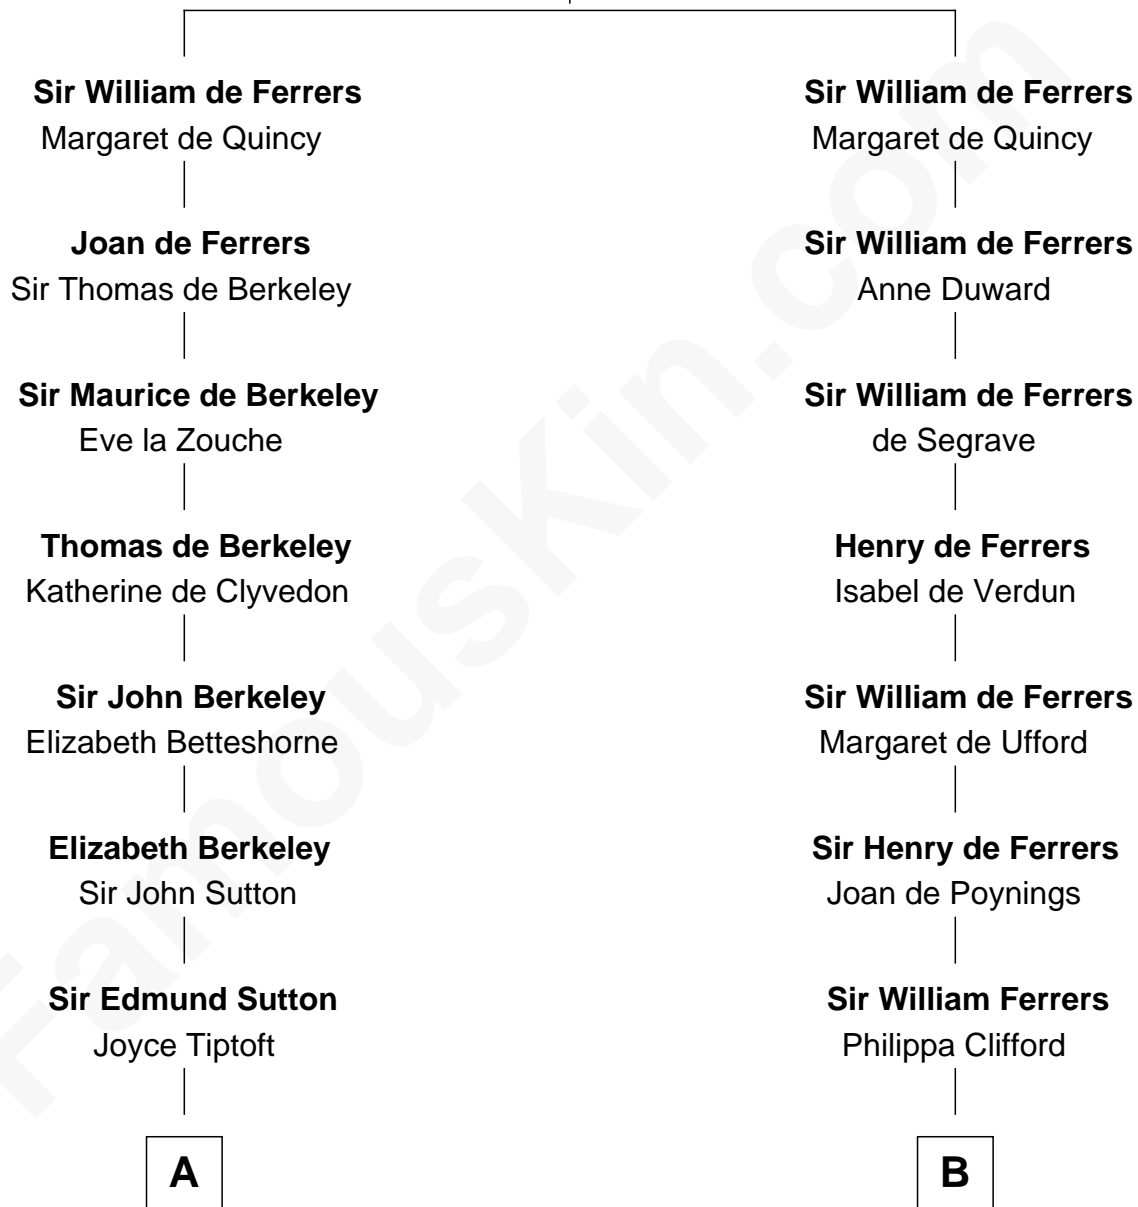 Sir William de Ferrers
Margaret de Quincy
Joan de Ferrers
Sir Thomas de Berkeley
Sir Maurice de Berkeley
Eve la Zouche
Thomas de Berkeley
Katherine de Clyvedon
Sir John Berkeley
Elizabeth Betteshorne
Elizabeth Berkeley
Sir John Sutton
Sir Edmund Sutton
Joyce Tiptoft
A
Sir William de Ferrers
Margaret de Quincy
Sir William de Ferrers
Anne Duward
Sir William de Ferrers
de Segrave
Henry de Ferrers
Isabel de Verdun
Sir William de Ferrers
Margaret de Ufford
Sir Henry de Ferrers
Joan de Poynings
Sir William Ferrers
Philippa Clifford
B
FamousKin.com